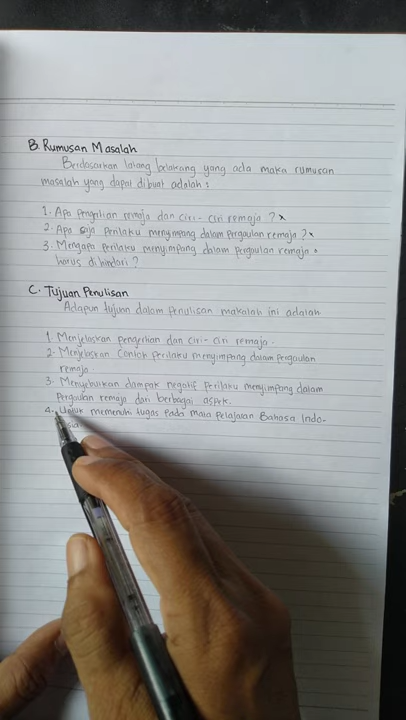 B. Rumusan Masalah
Berdasarkan latang belakang yang ada maka rumusan
masalah yang dapat dibuat adalah :
1. Apa pengertian remaja dan ciri - ciri remaja ? x
2. Apa saja Perilaku menyimpang dalam pergaulan remaja ? x
3. Mengapa perilaku menyimpang dalam pergaulan remaja
harus dihindari ?
C. Tujuan Penulisan
Adapun tujuan dalam penulisan makalah ini adalah
1. Menjelaskan pengertian dan ciri - ciri remaja.
2. Menjelaskan Contoh perilaku menyimpang dalam pergaulan
remaja
3. Menyebutkan dampak negatif perilaku menyimpang dalam
Pergaulan remaja dari berbagai aspek.
4. Untuk memenuhi tugas pada mata pelajaran Bahasa Indo-
sia